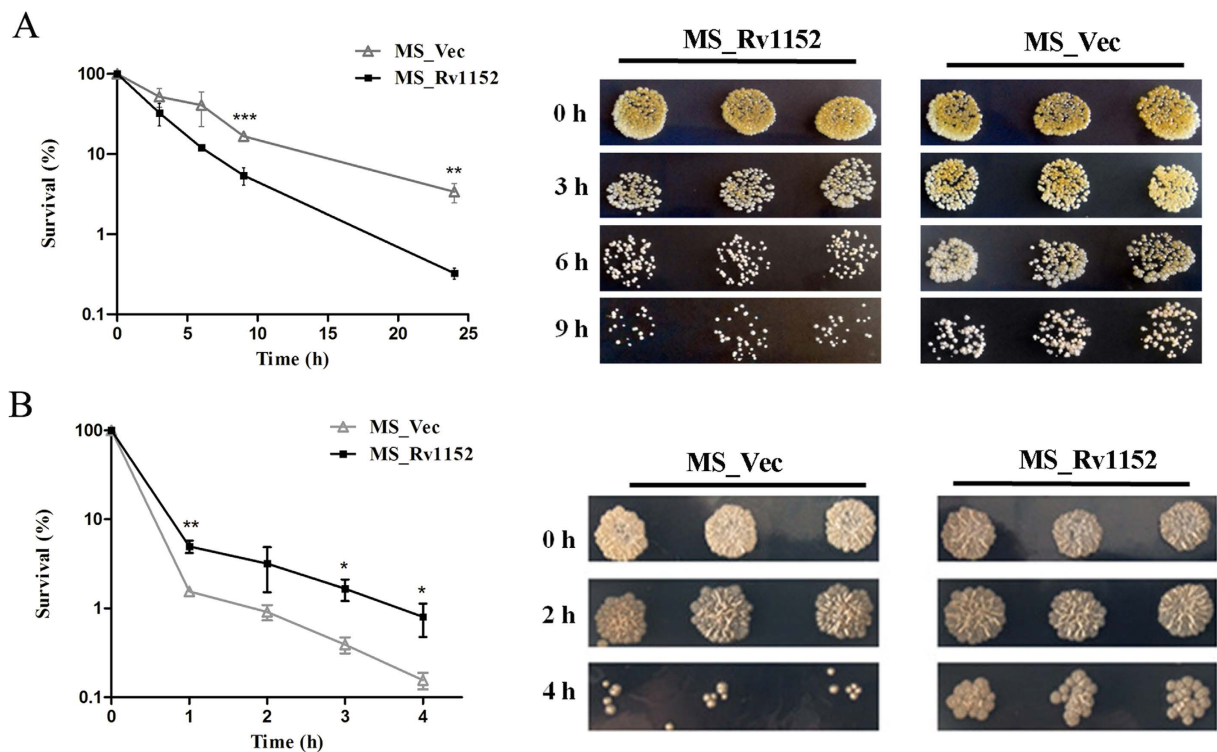 A
MS_Vec
MS_Rv1152
Survival (%)
100
10
1
0.1
***
**
0 5 10 15 20 25
Time (h)
MS_Rv1152 MS_Vec
0 h
3 h
6 h
9 h
B
MS_Vec
MS_Rv1152
Survival (%)
100
10
1
0.1
**
*
*
0 1 2 3 4
Time (h)
MS_Vec MS_Rv1152
0 h
2 h
4 h